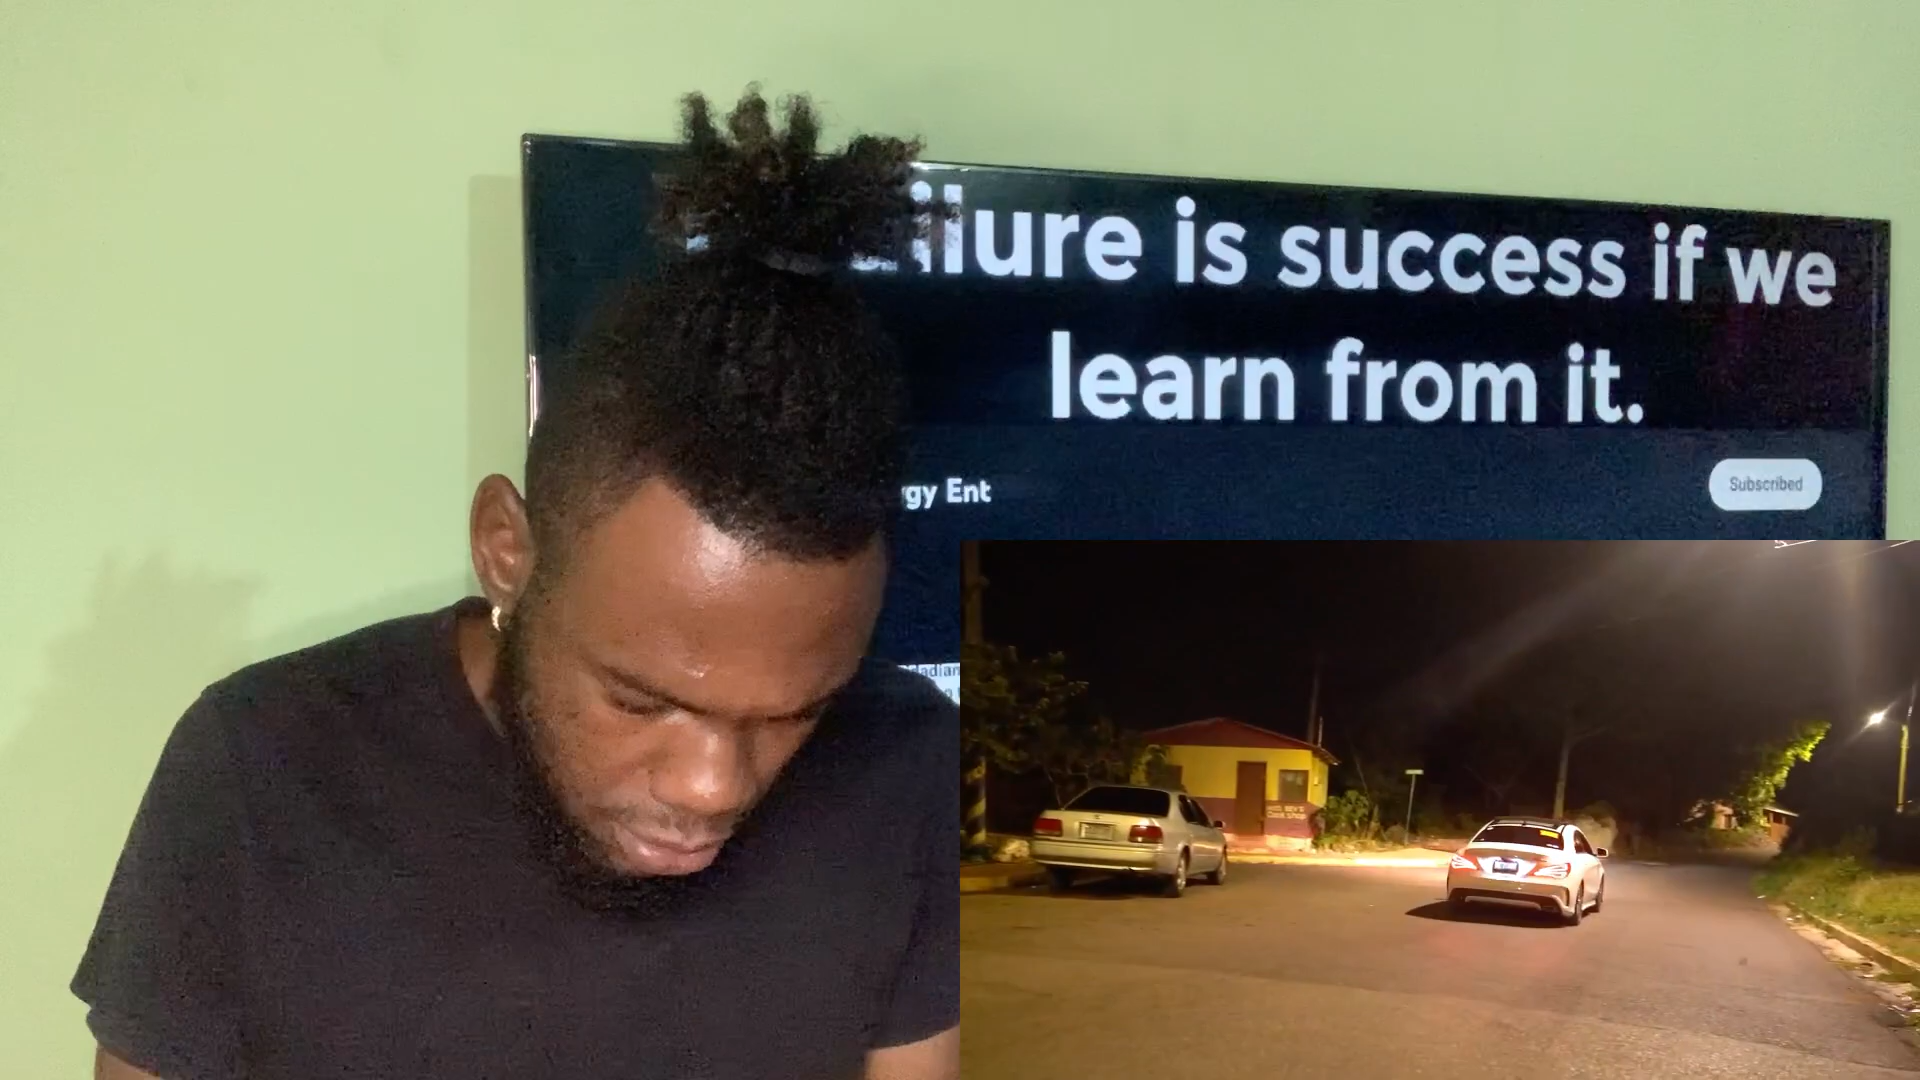 ilure is success if we
learn from it.
gy Ent
Subscribed